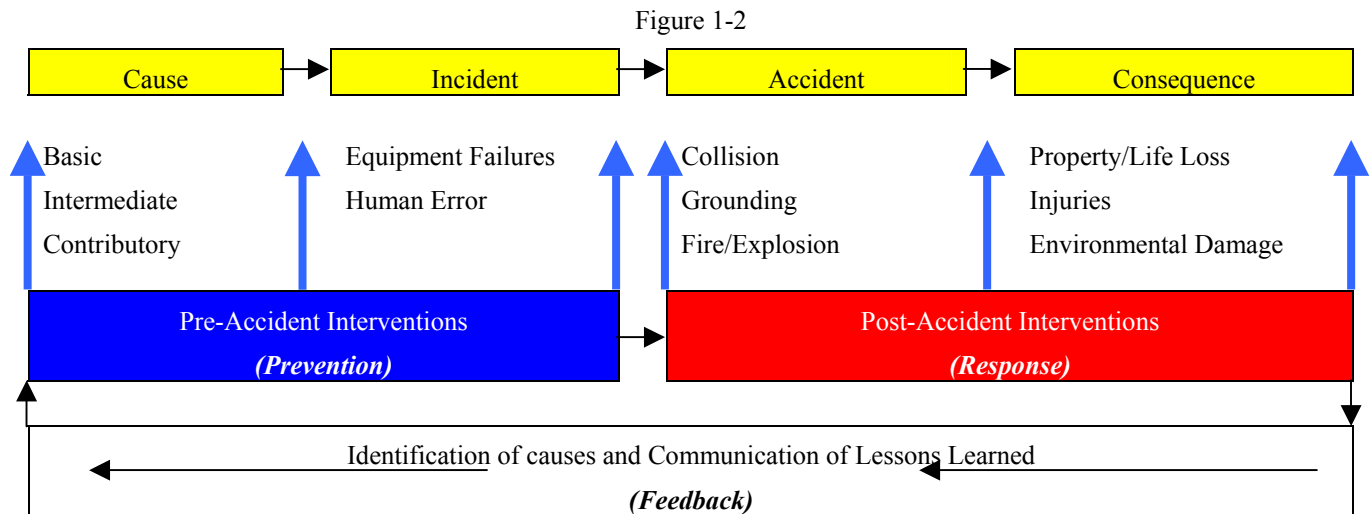 Figure 1-2
Cause
Incident
Accident
Consequence
Basic
Intermediate
Contributory
Equipment Failures
Human Error
Collision
Grounding
Fire/Explosion
Property/Life Loss
Injuries
Environmental Damage
Pre-Accident Interventions
(Prevention)
Post-Accident Interventions
(Response)
Identification of causes and Communication of Lessons Learned
(Feedback)